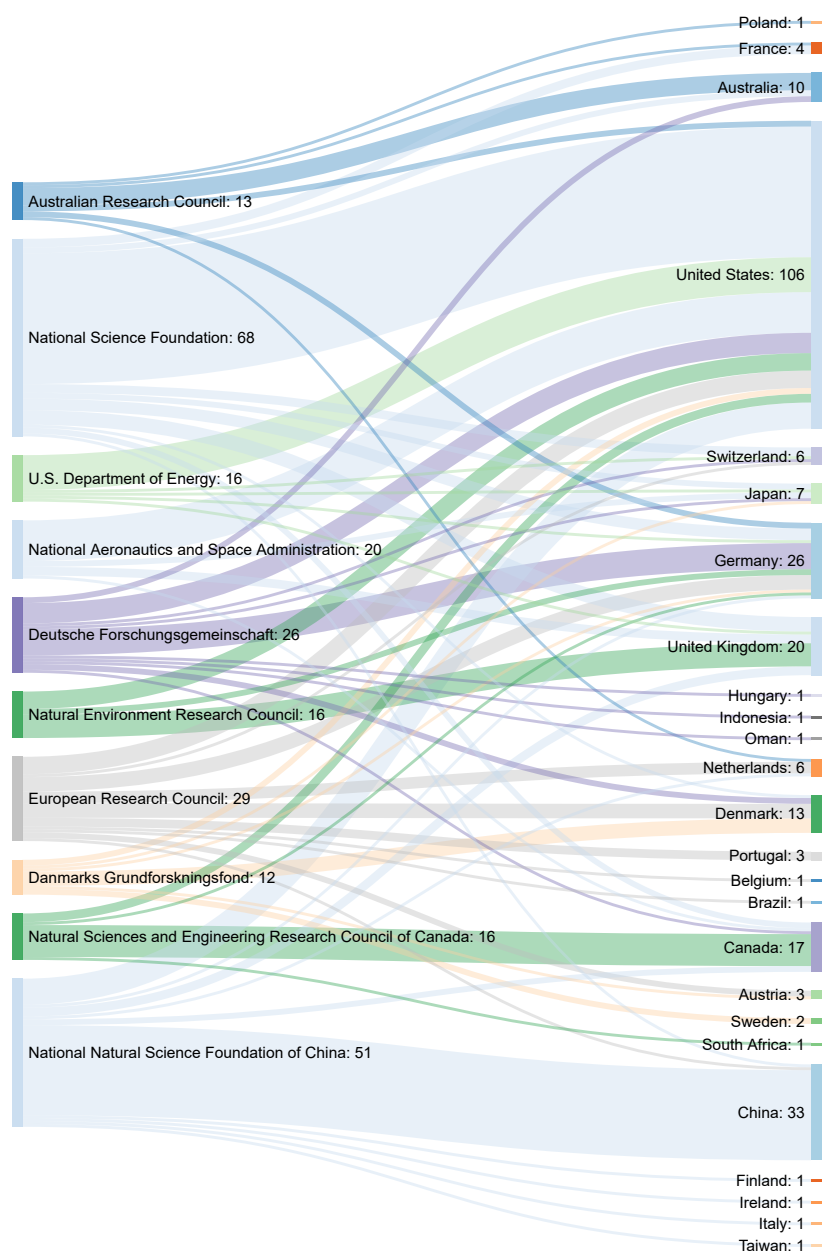 Poland: 1
France: 4
Australia: 10
Australian Research Council: 13
United States: 106
National Science Foundation: 68
Switzerland: 6
U.S. Department of Energy: 16
Japan: 7
National Aeronautics and Space Administration: 20
Germany: 26
Deutsche Forschungsgemeinschaft: 26
United Kingdom: 20
Hungary: 1
Natural Environment Research Council: 16
Indonesia: 1
Oman: 1
Netherlands: 6
European Research Council: 29
Denmark: 13
Portugal: 3
Danmarks Grundforskningsfond: 12
Belgium: 1
Brazil: 1
Natural Sciences and Engineering Research Council of Canada: 16
Canada: 17
Austria: 3
Sweden: 2
South Africa: 1
National Natural Science Foundation of China: 51
China: 33
Finland: 1
Ireland: 1
Italy: 1
Taiwan: 1